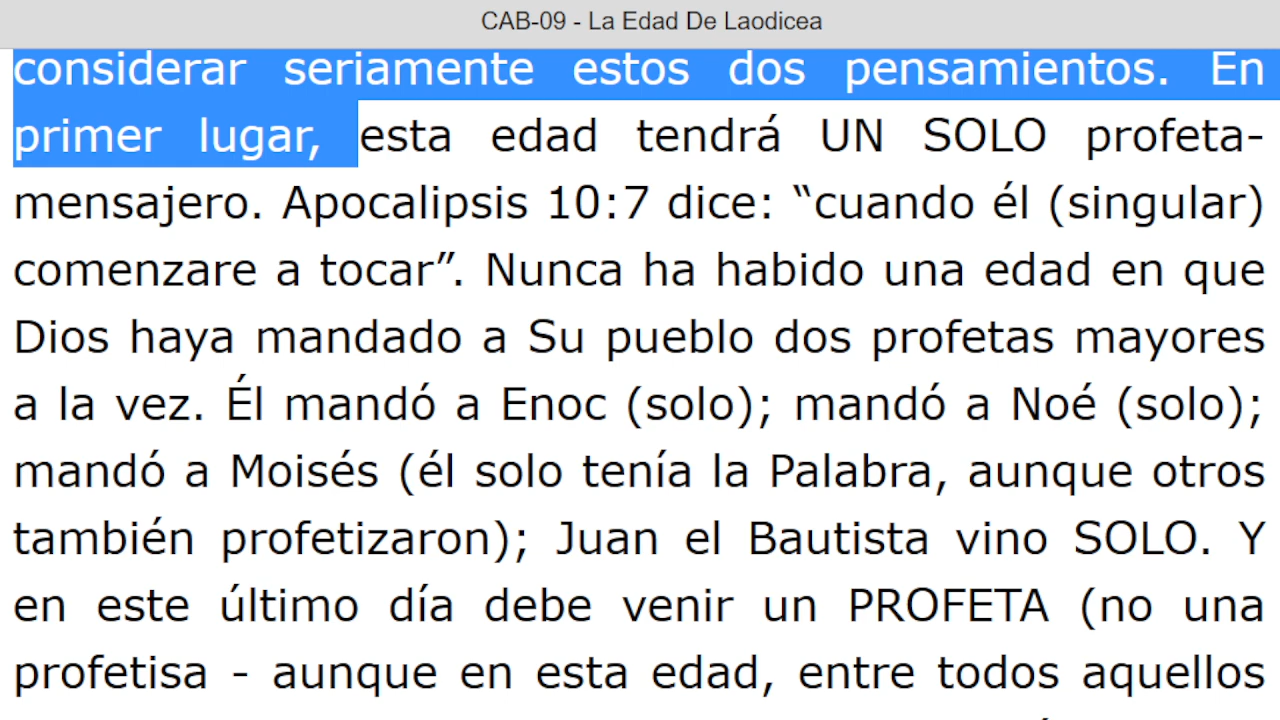 CAB-09 - La Edad De Laodicea
considerar seriamente estos dos pensamientos. En
primer lugar, esta edad tendrá UN SOLO profeta-
mensajero. Apocalipsis 10:7 dice: “cuando él (singular)
comenzare a tocar”. Nunca ha habido una edad en que
Dios haya mandado a Su pueblo dos profetas mayores
a la vez. Él mandó a Enoc (solo); mandó a Noé (solo);
mandó a Moisés (él solo tenía la Palabra, aunque otros
también profetizaron); Juan el Bautista vino SOLO. Y
en este último día debe venir un PROFETA (no una
profetisa - aunque en esta edad, entre todos aquellos